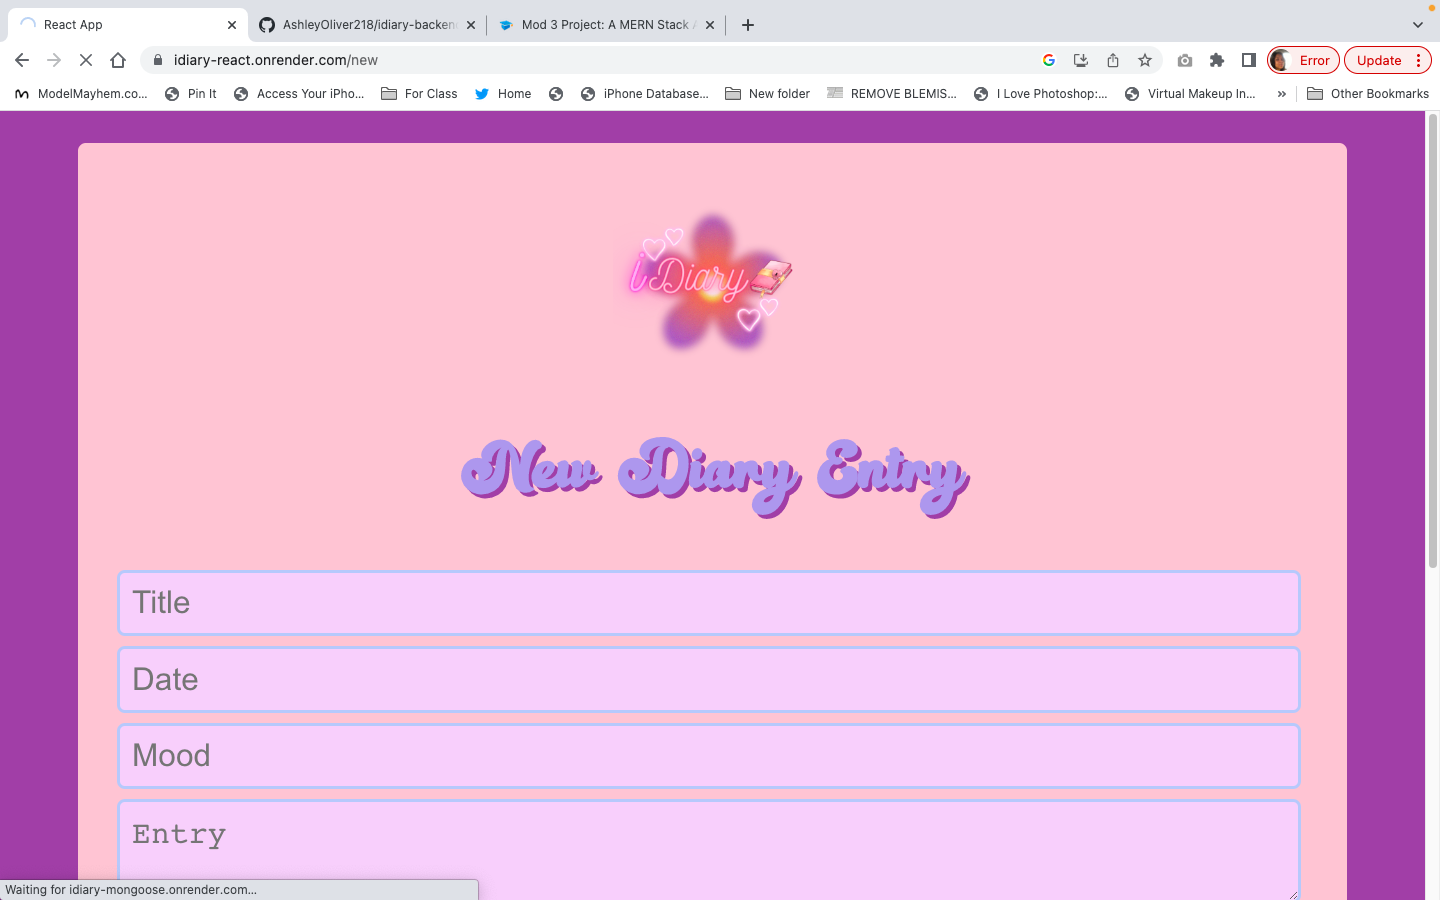 React App
AshleyOliver218/idiary-backen
Mod 3 Project: A MERN Stack
idiary-react.onrender.com/new
Error
Update
ModelMayhem.co...
Pin It
Access Your iPho...
For Class
Home
iPhone Database...
New folder
REMOVE BLEMIS...
I Love Photoshop:...
Virtual Makeup In...
»
Other Bookmarks
iDiary
New Diary Entry
Title
Date
Mood
Entry
Waiting for idiary-mongoose.onrender.com...